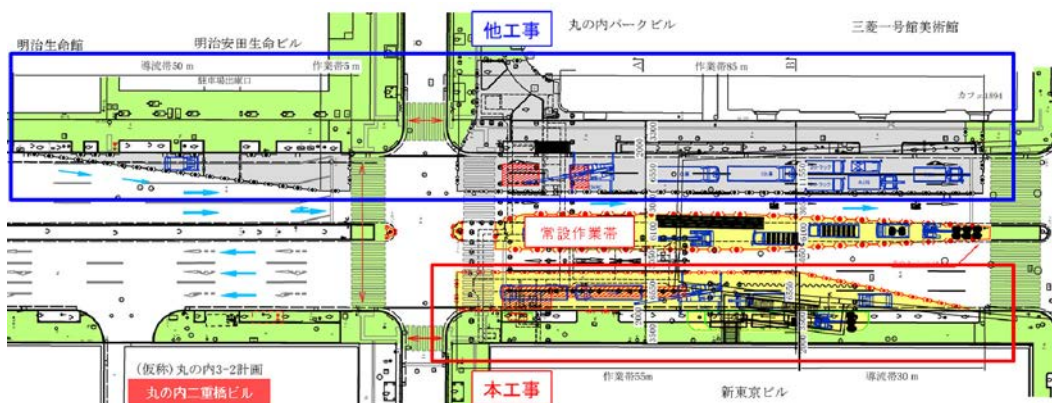 他工事
丸の内パークビル
三菱一号館美術館
明治生命館
明治安田生命ビル
導流帯50 m
作業帯5 m
作業帯85 m
駐車場出庫口
カフェ1894
常設作業帯
(仮称)丸の内3-2計画
丸の内二重橋ビル
本工事
作業帯55m
新東京ビル
導流帯30 m